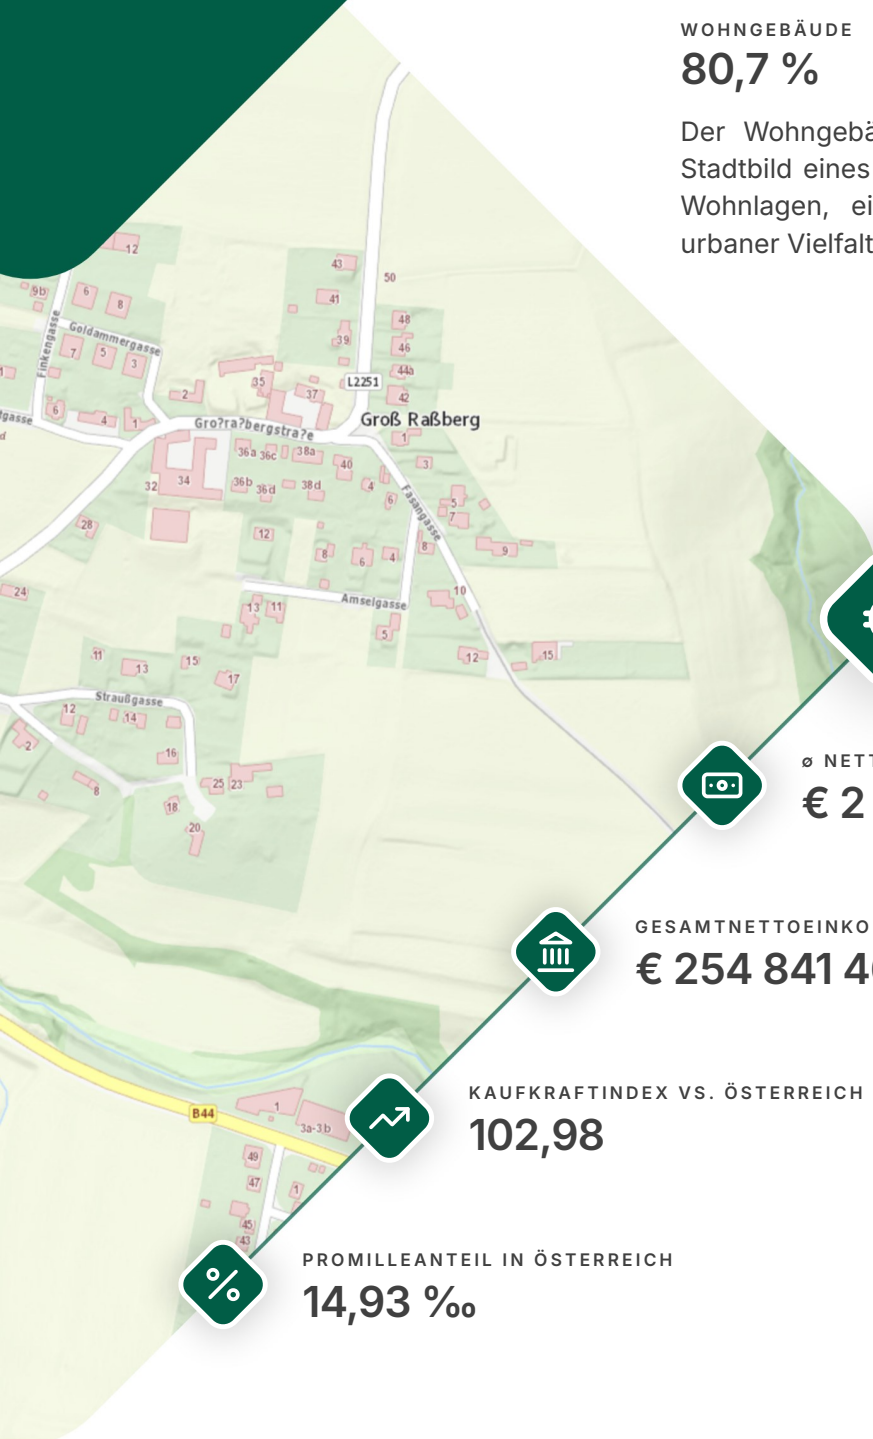 WOHNGEBÄUDE
80,7 %
Der Wohngebä
Stadtbild eines
Wohnlagen, ei
urbaner Vielfalt
12
43
50
9b
6
8
41
48
Finkengasse
Goldammergasse
39
46
7
5
3
44a
35
L2251
2
37
42
6
4
1
Groß Raßberg
gasse
Gro?ra?bergstra?e
1
36a
36c
38a
40
3
34
32
36b
36d
38d
4
6
Fasangasse
5
7
28
12
8
6
4
8
9
24
10
Amselgasse
13
11
5
11
13
15
12
15
17
Straußgasse
12
14
2
16
8
25
23
18
20
ø NETT
€ 2
GESAMTNETTOEINKO
€ 254 841 4
B44
1
3a-3b
KAUFKRAFTINDEX VS. ÖSTERREICH
102,98
49
47
1
45
43
PROMILLEANTEIL IN ÖSTERREICH
14,93 ‰